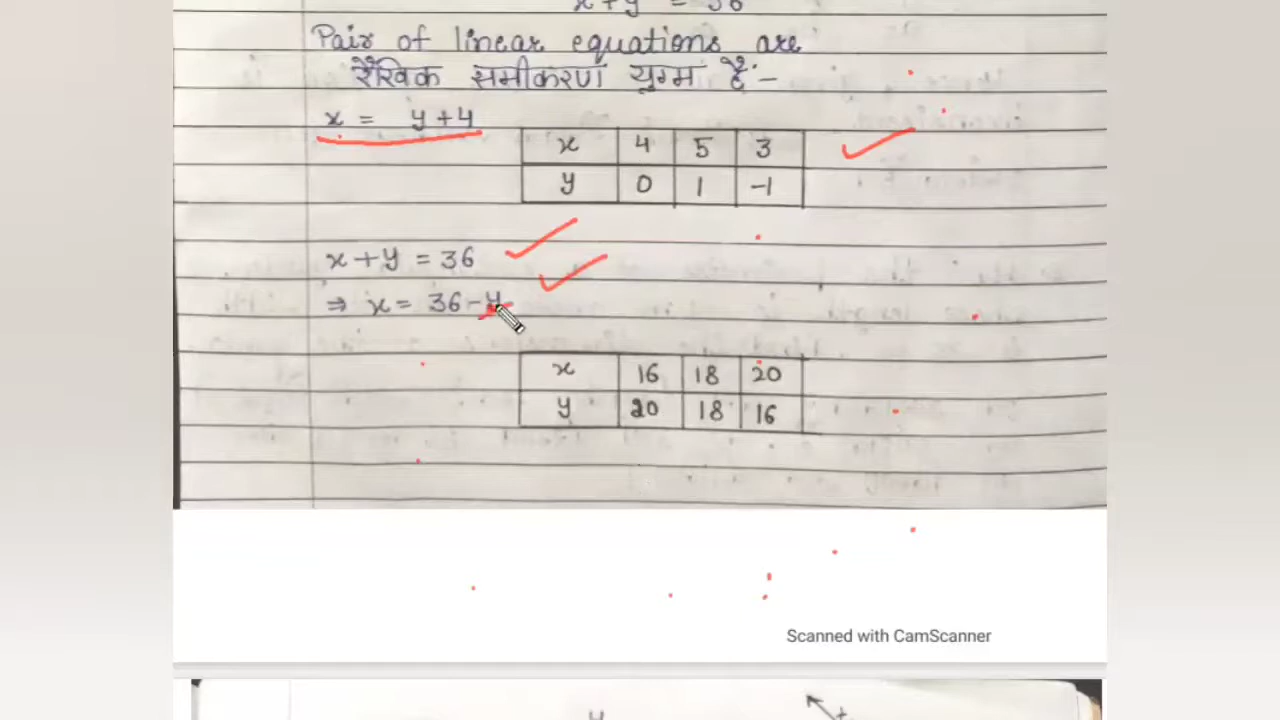 x + y = 36
Pair of linear equations are
रैखिक समीकरण युग्म है:-
x = y + 4
x 4 5 3
y 0 1 -1
x + y = 36
⇒ x = 36 - y
x 16 18 20
y 20 18 16
Scanned with CamScanner
y